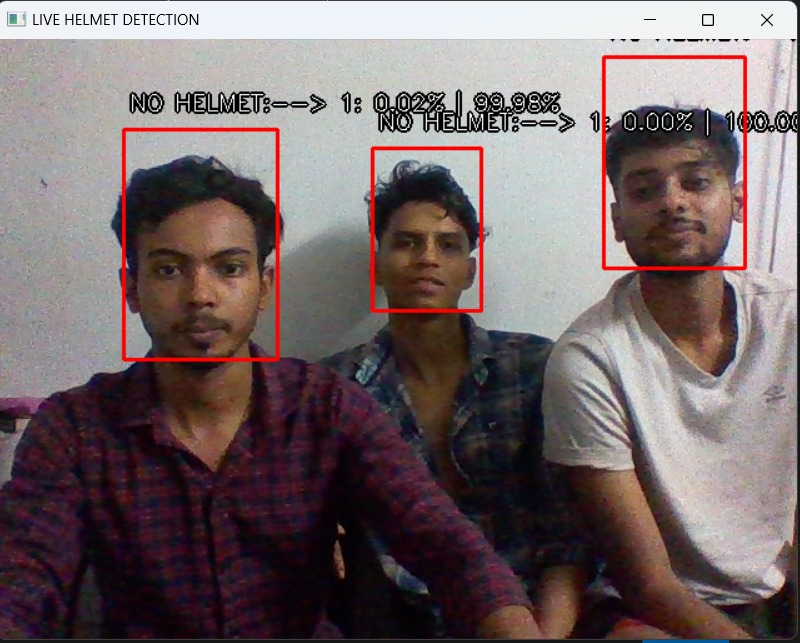 LIVE HELMET DETECTION
NO HELMET:--> 1: 0.02% | 99.98%
NO HELMET:--> 1: 0.00% | 100.00